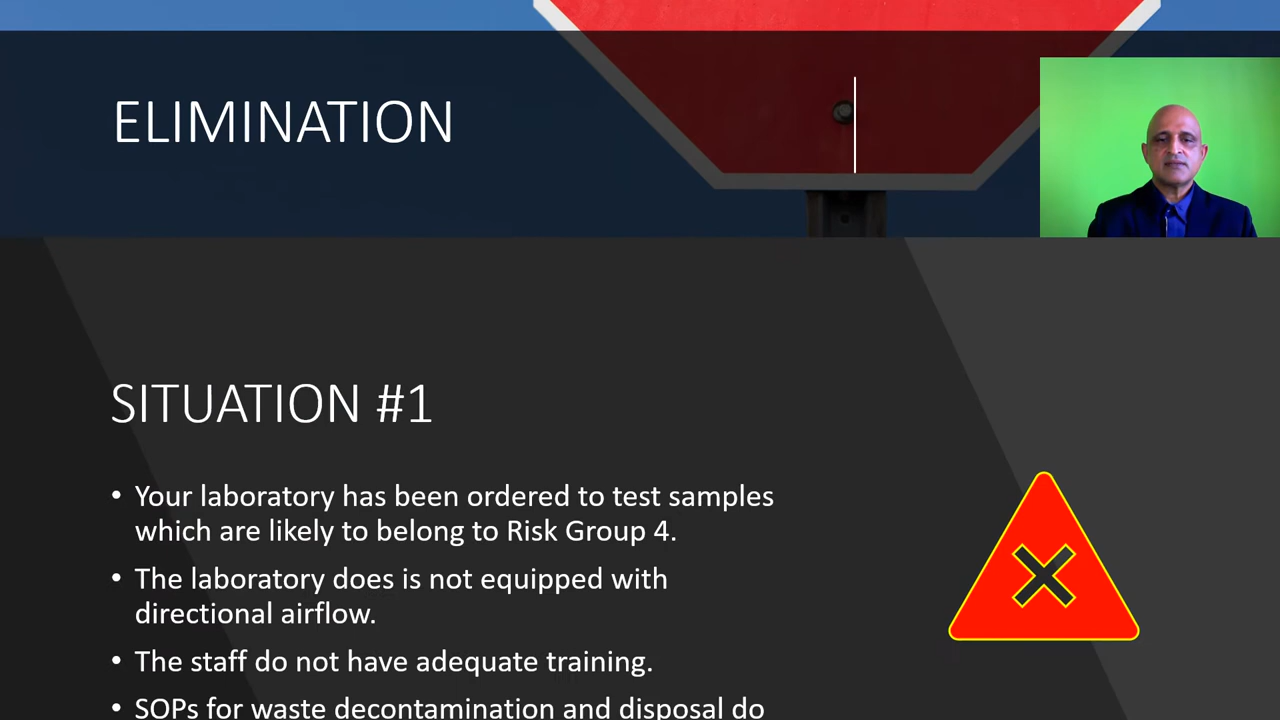 ELIMINATION
SITUATION #1
• Your laboratory has been ordered to test samples
which are likely to belong to Risk Group 4.
• The laboratory does is not equipped with
directional airflow.
• The staff do not have adequate training.
• SOPs for waste decontamination and disposal do